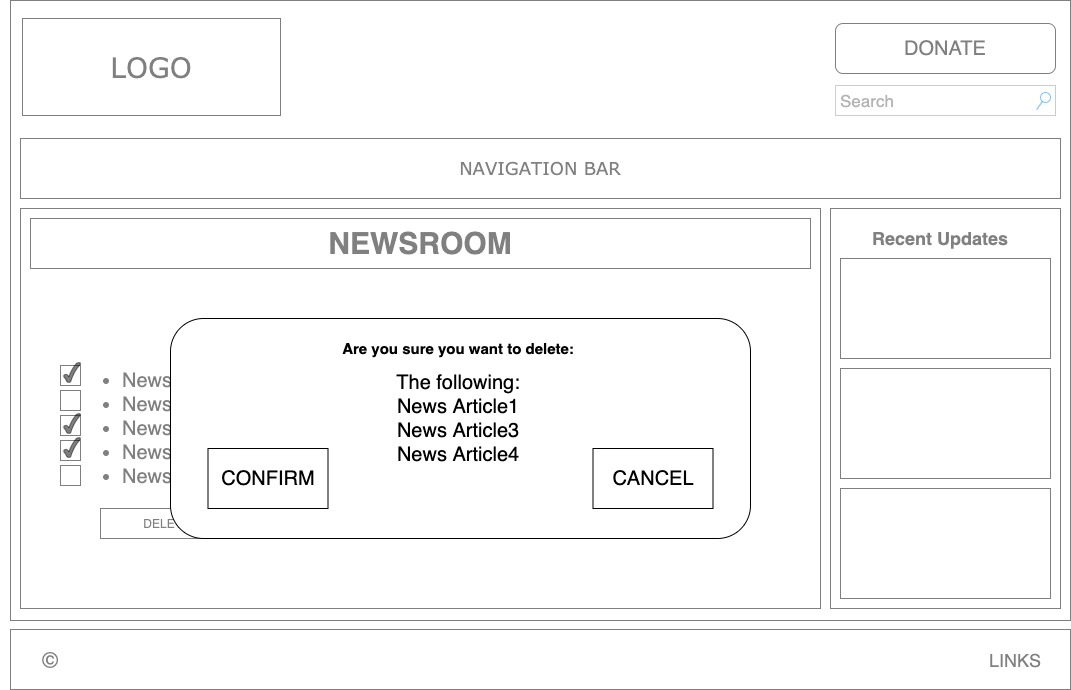 LOGO
DONATE
Search
NAVIGATION BAR
NEWSROOM
Recent Updates
Are you sure you want to delete:
The following:
• News
News Article1
• News
News Article3
• News
News Article4
• News
• News
CONFIRM
CANCEL
DELE
©
LINKS